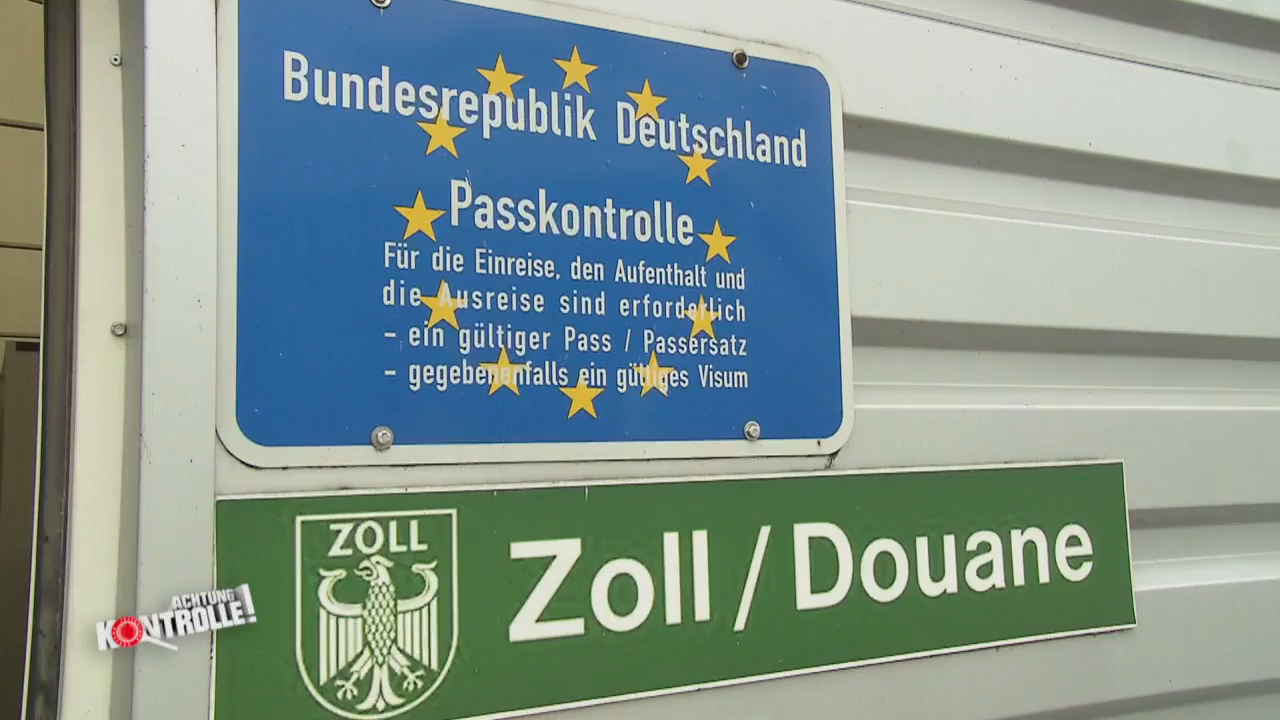 Bundesrepublik Deutschland
Passkontrolle
Für die Einreise, den Aufenthalt und
die Ausreise sind erforderlich
– ein gültiger Pass / Passersatz
– gegebenenfalls ein gültiges Visum
ZOLL
Zoll / Douane
ACHTUNG
KONTROLLE!